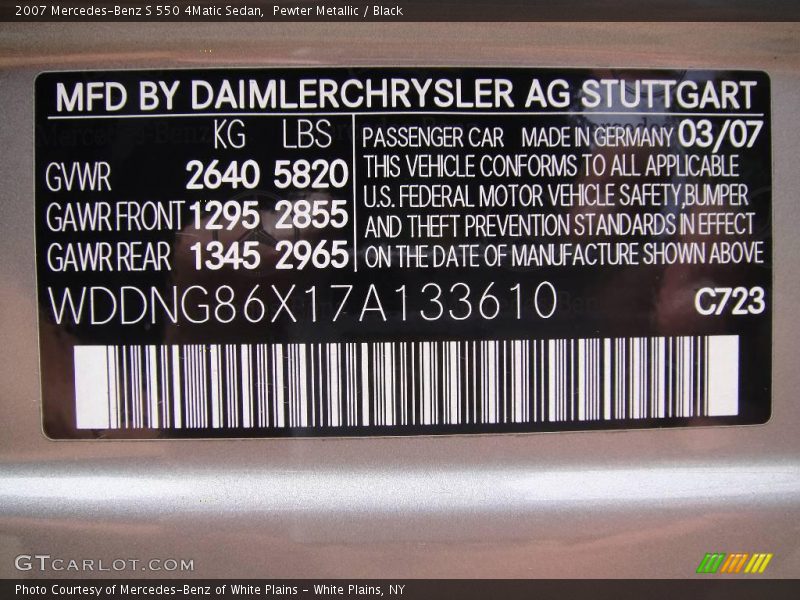 2007 Mercedes-Benz S 550 4Matic Sedan,  Pewter Metallic / Black
MFD BY DAIMLERCHRYSLER AG STUTTGART
KG LBS
GVWR 2640 5820
GAWR FRONT 1295 2855
GAWR REAR 1345 2965
PASSENGER CAR MADE IN GERMANY 03/07
THIS VEHICLE CONFORMS TO ALL APPLICABLE
U.S. FEDERAL MOTOR VEHICLE SAFETY,BUMPER
AND THEFT PREVENTION STANDARDS IN EFFECT
ON THE DATE OF MANUFACTURE SHOWN ABOVE
WDDNG86X17A133610 C723
GTCARLOT.COM
Photo Courtesy of Mercedes-Benz of White Plains - White Plains, NY